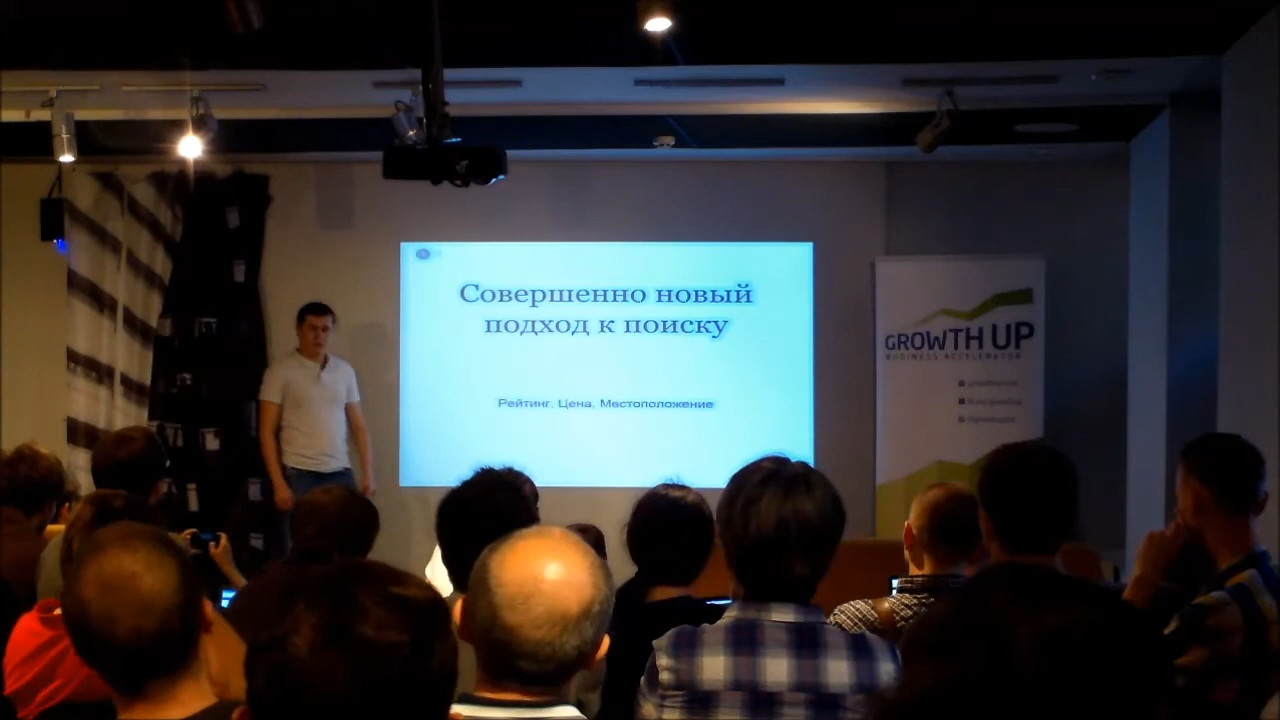 Совершенно новый
подход к поиску
Рейтинг, Цена, Местоположение
GROWTH UP
BUSINESS ACCELERATOR